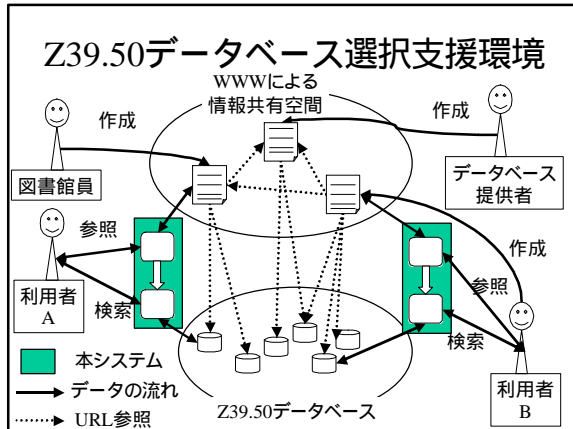 Z39.50データベース選択支援環境
WWWによる
情報共有空間
作成
作成
図書館員
データベース
提供者
参照
作成
参照
利用者
A
検索
検索
本システム
データの流れ
URL参照
Z39.50データベース
利用者
B